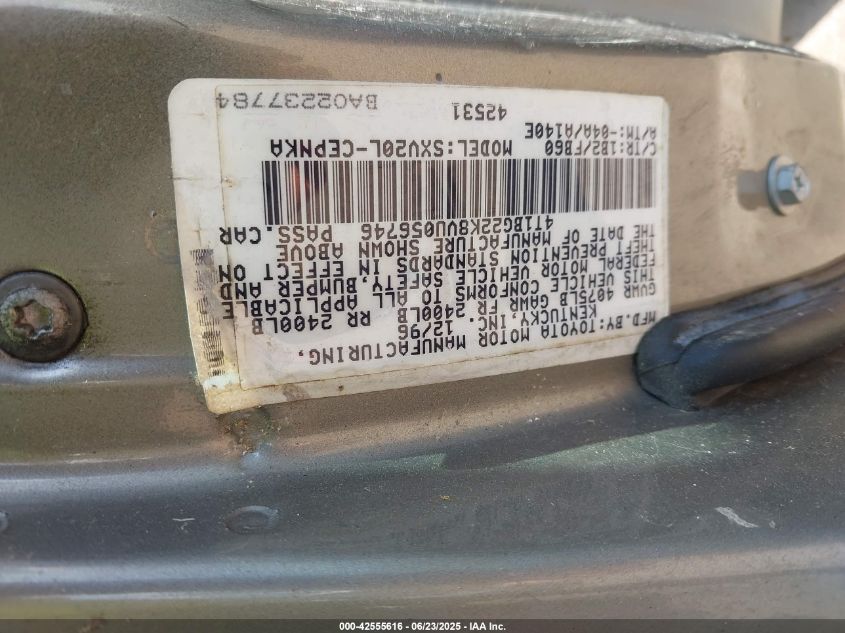 MFD.BY:TOYOTA MOTOR MANUFACTURING,
KENTUCKY, INC. 12/96
GVWR 4075LB GAWR FR 2400LB RR 2400LB
THIS VEHICLE CONFORMS TO ALL APPLICABLE
FEDERAL MOTOR VEHICLE SAFETY, BUMPER, AND
THEFT PREVENTION STANDARDS IN EFFECT ON
THE DATE OF MANUFACTURE SHOWN ABOVE
4T1BG22K8VU056746 PASS. CAR
C/TR:1B2/FB60 MODEL:SXV20L-CEPNKA
A/TM:-04A/A140E
42531
BA02237784
000-42555616 | 06/23/2025 | IAA Inc.